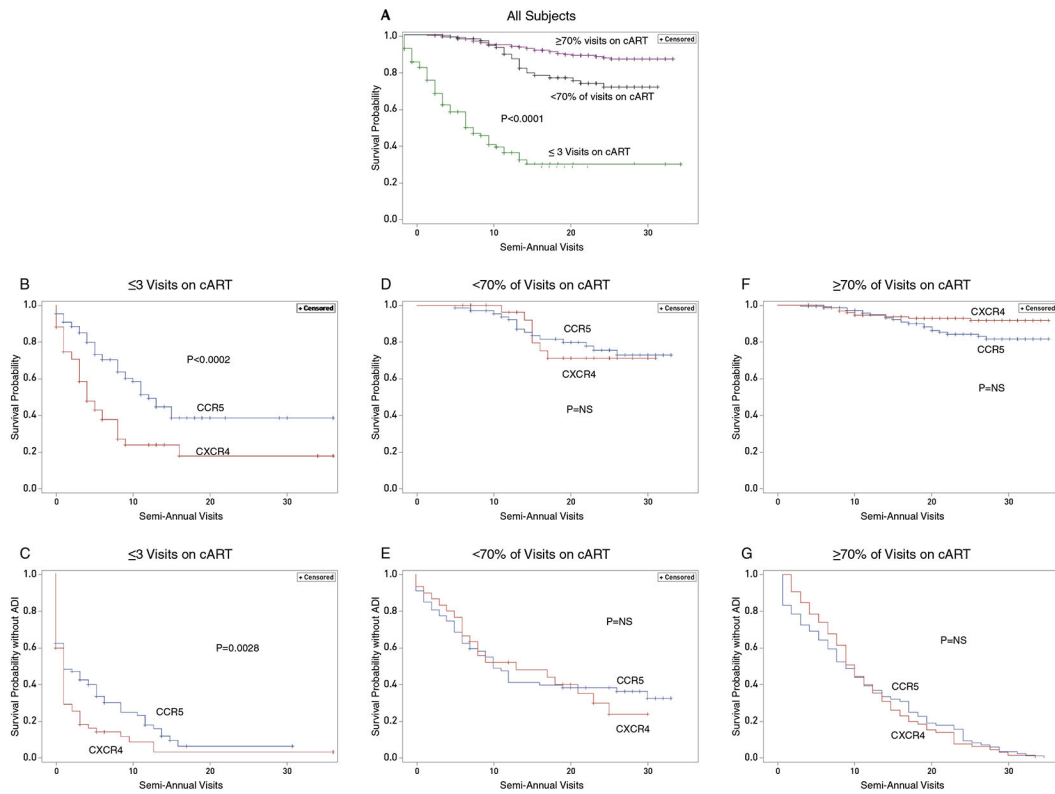 A All Subjects
+ Censored
Survival Probability
1.0
0.8
0.6
0.4
0.2
0.0
≥70% visits on cART
<70% of visits on cART
P<0.0001
≤ 3 Visits on cART
0 10 20 30
Semi-Annual Visits
B ≤3 Visits on cART
+ Censored
Survival Probability
1.0
0.8
0.6
0.4
0.2
0.0
P<0.0002
CCR5
CXCR4
0 10 20 30
Semi-Annual Visits
D <70% of Visits on cART
+ Censored
Survival Probability
1.0
0.8
0.6
0.4
0.2
0.0
CCR5
CXCR4
P=NS
0 10 20 30
Semi-Annual Visits
F ≥70% of Visits on cART
+ Censored
Survival Probability
1.0
0.8
0.6
0.4
0.2
0.0
CXCR4
CCR5
P=NS
0 10 20 30
Semi-Annual Visits
C ≤3 Visits on cART
+ Censored
Survival Probability without ADI
1.0
0.8
0.6
0.4
0.2
0.0
P=0.0028
CCR5
CXCR4
0 10 20 30
Semi-Annual Visits
E <70% of Visits on cART
+ Censored
Survival Probability without ADI
1.0
0.8
0.6
0.4
0.2
0.0
P=NS
CCR5
CXCR4
0 10 20 30
Semi-Annual Visits
G ≥70% of Visits on cART
Survival Probability without ADI
1.0
0.8
0.6
0.4
0.2
0.0
P=NS
CCR5
CXCR4
0 10 20 30
Semi-Annual Visits